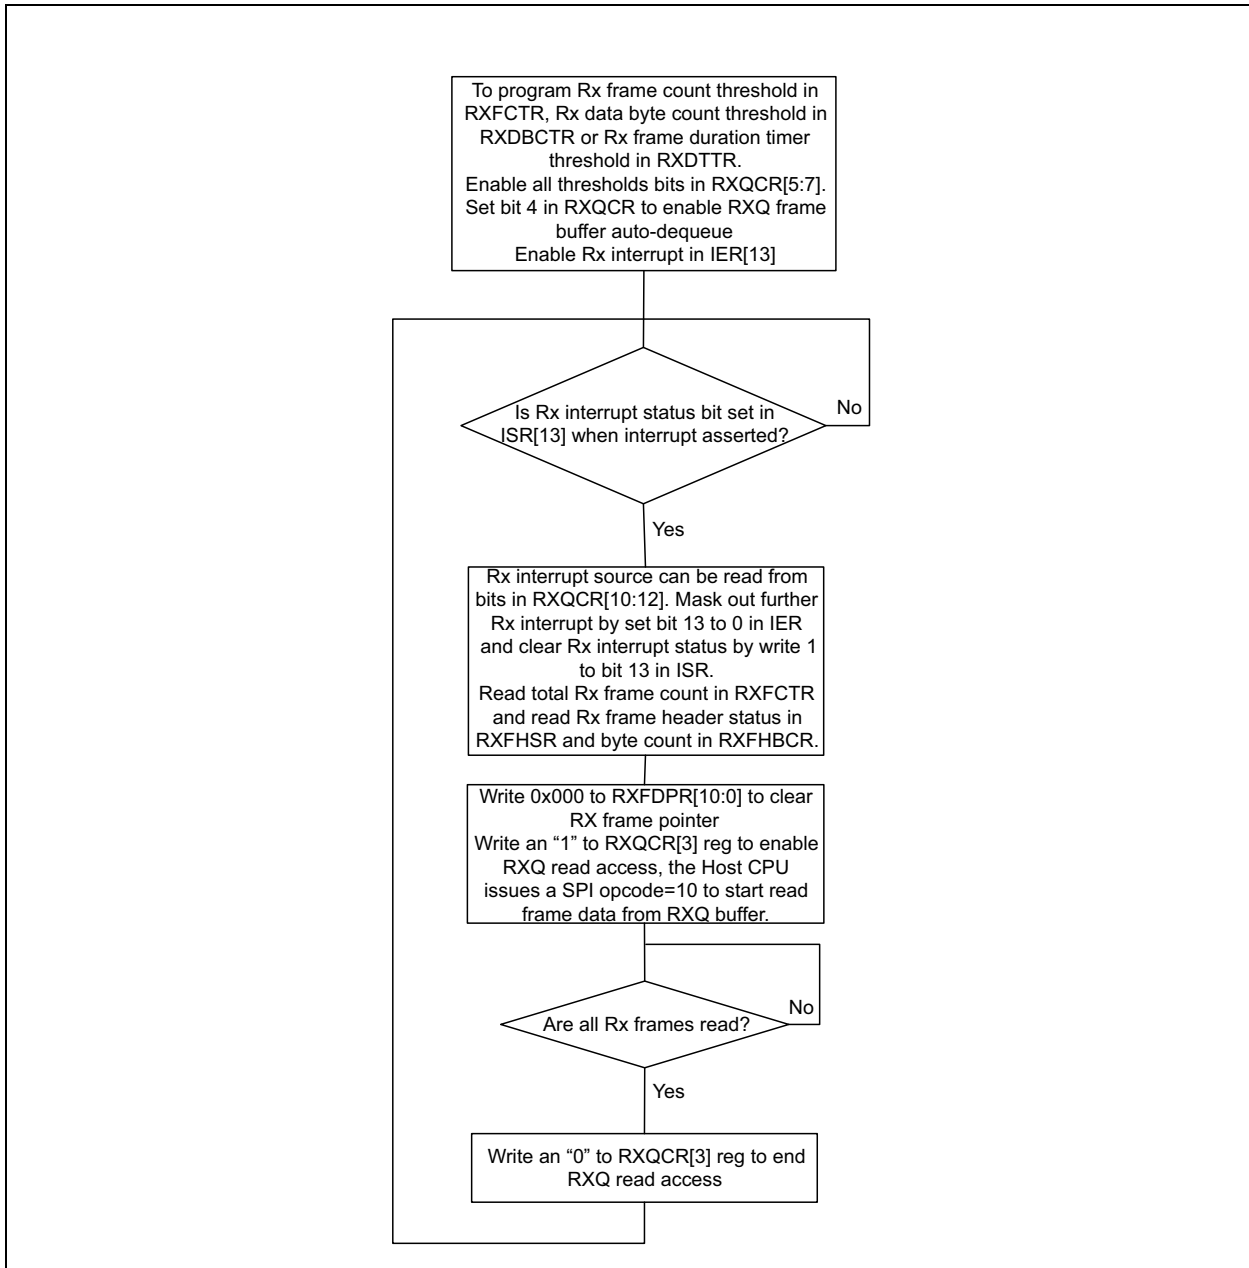 To program Rx frame count threshold in
RXFCTR, Rx data byte count threshold in
RXDBCTR or Rx frame duration timer
threshold in RXDTTR.
Enable all thresholds bits in RXQCR[5:7].
Set bit 4 in RXQCR to enable RXQ frame
buffer auto-dequeue
Enable Rx interrupt in IER[13]
Is Rx interrupt status bit set in
ISR[13] when interrupt asserted?
No
Yes
Rx interrupt source can be read from
bits in RXQCR[10:12]. Mask out further
Rx interrupt by set bit 13 to 0 in IER
and clear Rx interrupt status by write 1
to bit 13 in ISR.
Read total Rx frame count in RXFCTR
and read Rx frame header status in
RXFHSR and byte count in RXFHBCR.
Write 0x000 to RXFDPR[10:0] to clear
RX frame pointer
Write an “1” to RXQCR[3] reg to enable
RXQ read access, the Host CPU
issues a SPI opcode=10 to start read
frame data from RXQ buffer.
Are all Rx frames read?
No
Yes
Write an “0” to RXQCR[3] reg to end
RXQ read access